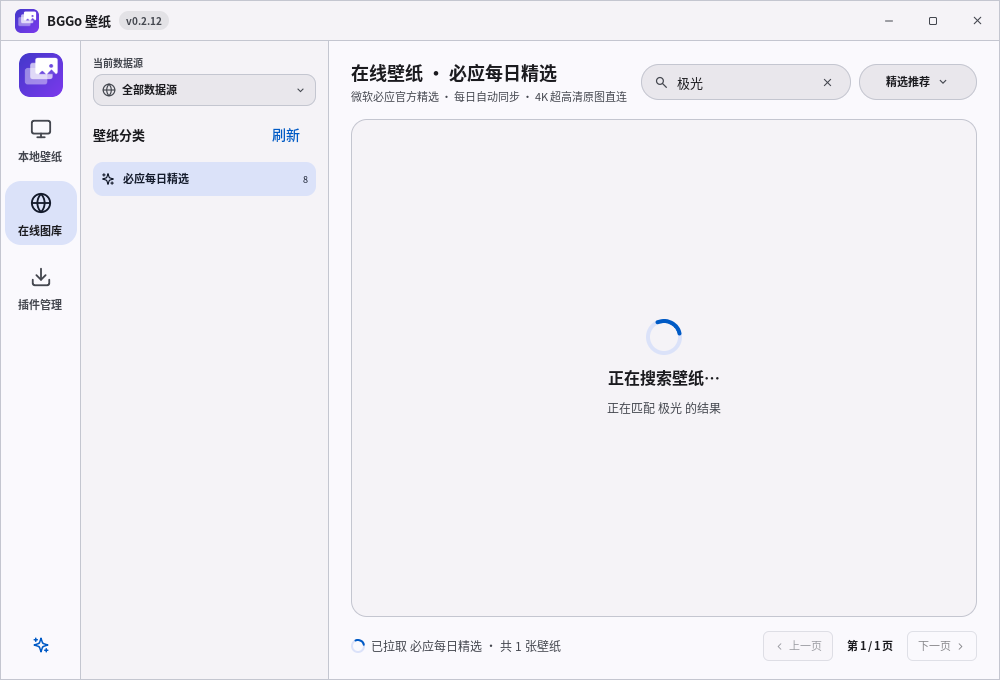 BGGo 壁纸 v0.2.12
本地壁纸
在线图库
插件管理
当前数据源
全部数据源
壁纸分类 刷新
必应每日精选 8
在线壁纸 · 必应每日精选
微软必应官方精选 · 每日自动同步 · 4K 超高清原图直连
极光
精选推荐
正在搜索壁纸…
正在匹配 极光 的结果
已拉取 必应每日精选 · 共 1 张壁纸
上一页
第 1 / 1 页
下一页